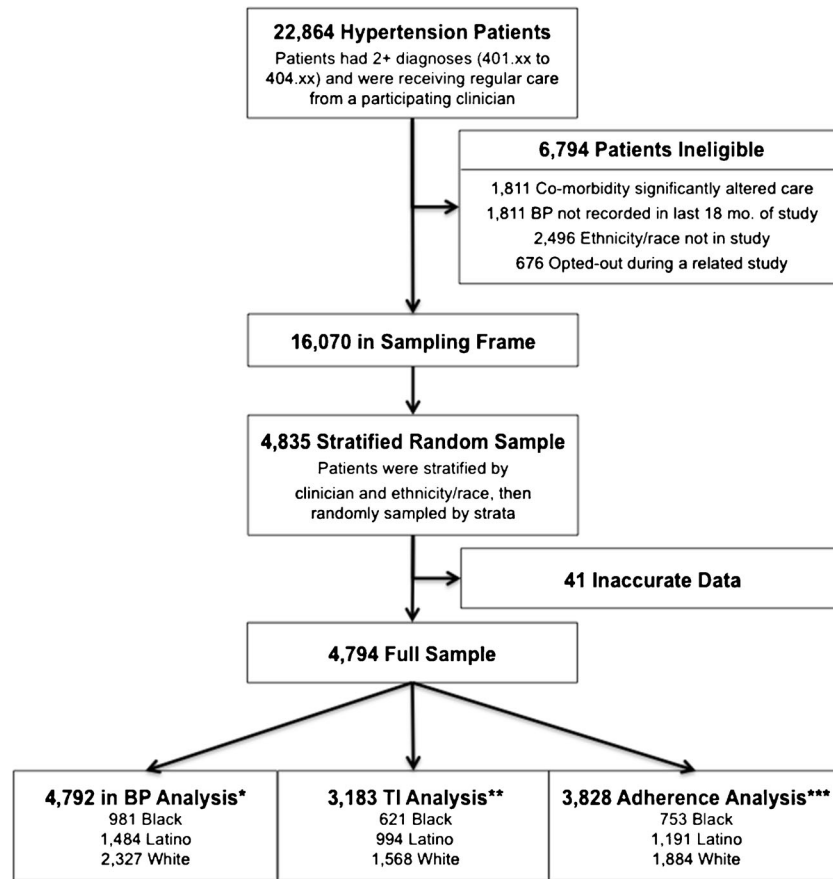 22,864 Hypertension Patients
Patients had 2+ diagnoses (401.xx to
404.xx) and were receiving regular care
from a participating clinician
6,794 Patients Ineligible
1,811 Co-morbidity significantly altered care
1,811 BP not recorded in last 18 mo. of study
2,496 Ethnicity/race not in study
676 Opted-out during a related study
16,070 in Sampling Frame
4,835 Stratified Random Sample
Patients were stratified by
clinician and ethnicity/race, then
randomly sampled by strata
41 Inaccurate Data
4,794 Full Sample
4,792 in BP Analysis*
981 Black
1,484 Latino
2,327 White
3,183 TI Analysis**
621 Black
994 Latino
1,568 White
3,828 Adherence Analysis***
753 Black
1,191 Latino
1,884 White